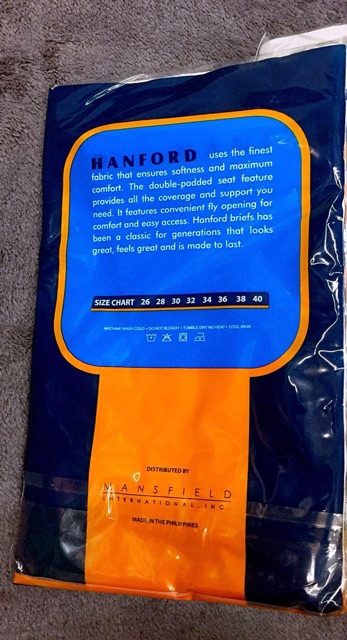 HANFORD uses the finest
fabric that ensures softness and maximum
comfort. The double-padded seat feature
provides all the coverage and support you
need. It features convenient fly opening for
comfort and easy access. Hanford briefs has
been a classic for generations that looks
great, feels great and is made to last.
SIZE CHART 26 28 30 32 34 36 38 40
MACHINE WASH COLD • DO NOT BLEACH • TUMBLE DRY NO HEAT • COOL IRON
DISTRIBUTED BY
MANSFIELD
INTERNATIONAL, INC.
MADE IN THE PHILIPPINES